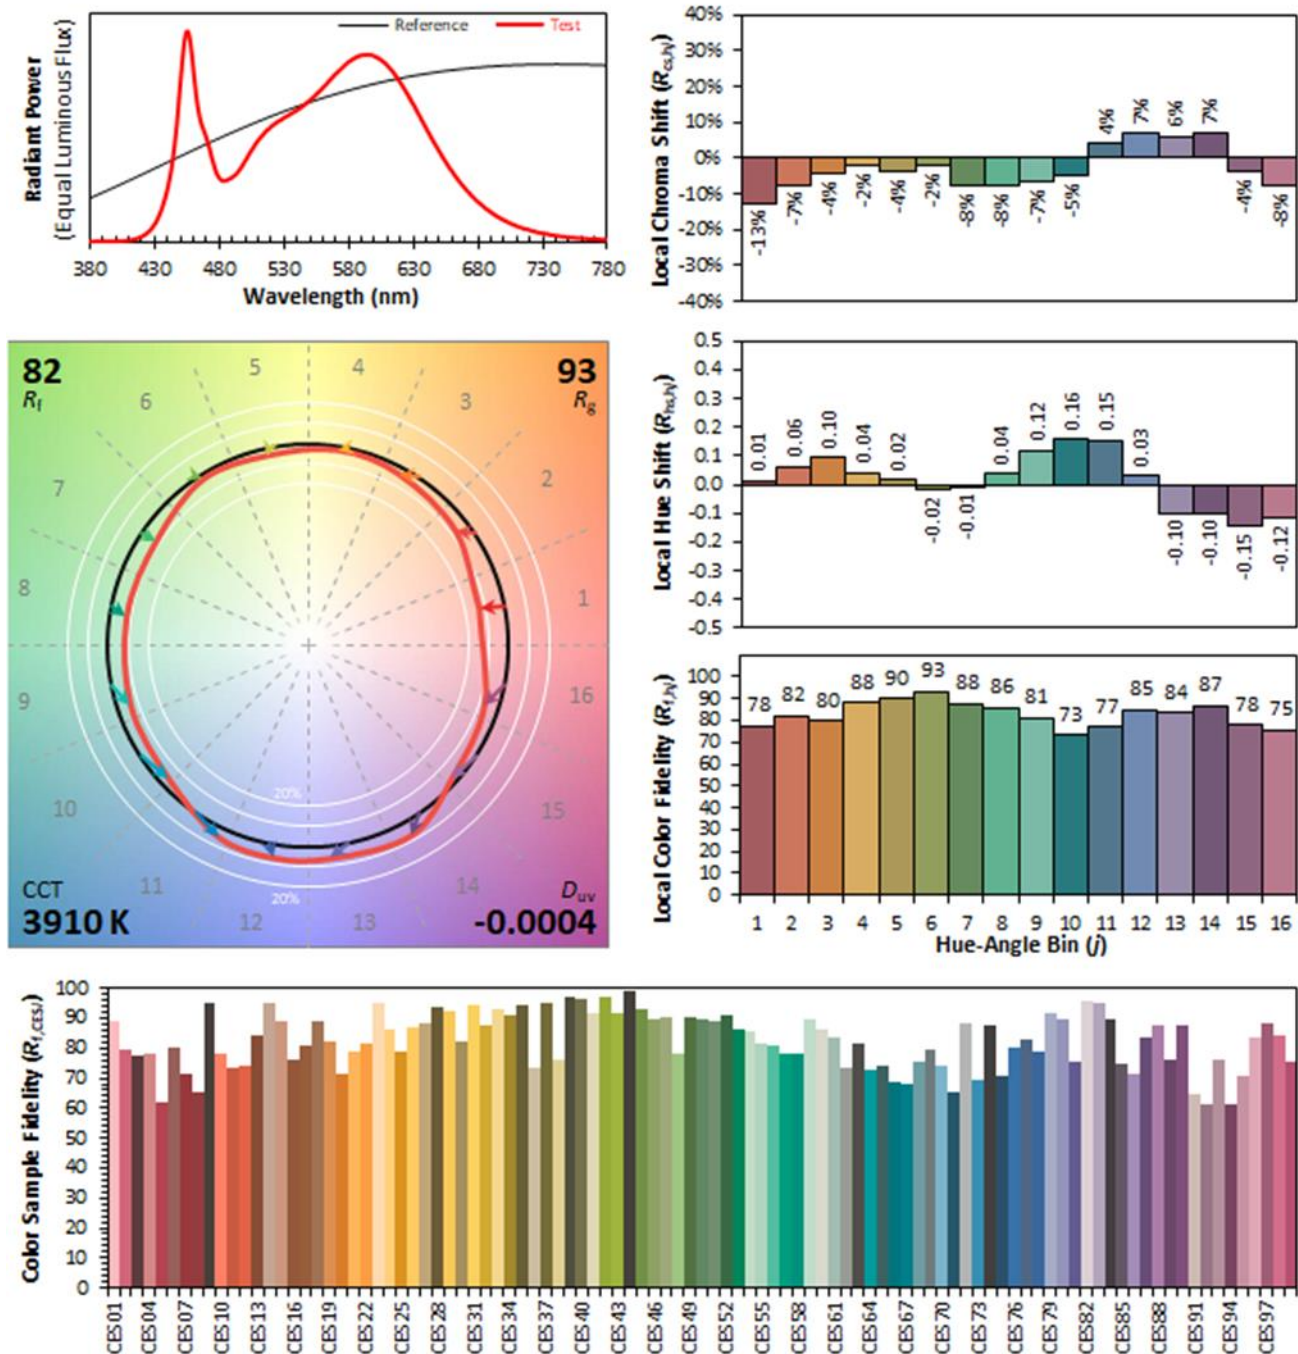 Reference
Test
Radiant Power
(Equal Luminous Flux)
380 430 480 530 580 630 680 730 780
Wavelength (nm)
40%
30%
20%
10%
0%
-10%
-20%
-30%
-40%
Local Chroma Shift (Rcs,hj)
-13% -7% -4% -2% -4% -2% -8% -8% -7% -5% 4% 7% 6% 7% -4% -8%
82
Rf
93
Rg
5 4
6 3
7 2
8 1
9 16
10 15
11 14
12 13
20%
20%
CCT
3910 K
Duv
-0.0004
0.5
0.4
0.3
0.2
0.1
0.0
-0.1
-0.2
-0.3
-0.4
-0.5
Local Hue Shift (Rhs,hj)
0.01 0.06 0.10 0.04 0.02 -0.02 -0.01 0.04 0.12 0.16 0.15 0.03 -0.10 -0.10 -0.15 -0.12
100
90
80
70
60
50
40
30
20
10
0
Local Color Fidelity (Rf,hj)
78 82 80 88 90 93 88 86 81 73 77 85 84 87 78 75
1 2 3 4 5 6 7 8 9 10 11 12 13 14 15 16
Hue-Angle Bin (j)
100
90
80
70
60
50
40
30
20
10
0
Color Sample Fidelity (Rf,CESi)
CES01 CES04 CES07 CES10 CES13 CES16 CES19 CES22 CES25 CES28 CES31 CES34 CES37 CES40 CES43 CES46 CES49 CES52 CES55 CES58 CES61 CES64 CES67 CES70 CES73 CES76 CES79 CES82 CES85 CES88 CES91 CES94 CES97